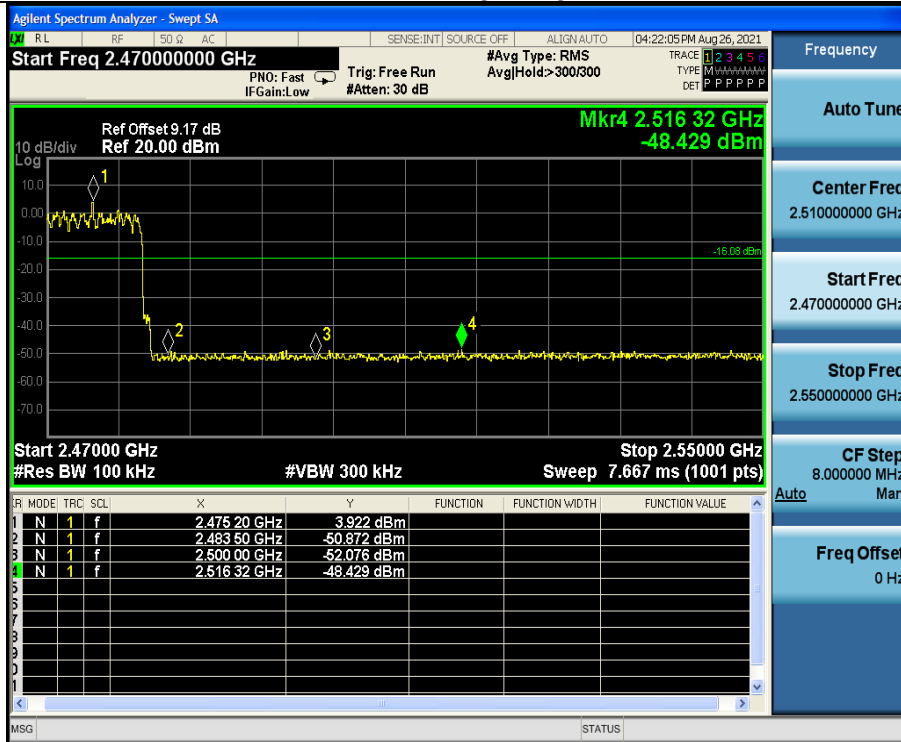 Agilent Spectrum Analyzer - Swept SA
LXI RL RF 50 Ω AC SENSE:INT SOURCE OFF ALIGN AUTO 04:22:05 PM Aug 26, 2021
Start Freq 2.470000000 GHz
PNO: Fast
IFGain:Low
Trig: Free Run
#Atten: 30 dB
#Avg Type: RMS
Avg|Hold:>300/300
TRACE 1 2 3 4 5 6
TYPE M
DET P P P P P P
Ref Offset 9.17 dB
Ref 20.00 dBm
10 dB/div
Log
Mkr4 2.516 32 GHz
-48.429 dBm
10.0
0.00
-10.0
-20.0
-30.0
-40.0
-50.0
-60.0
-70.0
1
2
3
4
-16.08 dBm
Start 2.47000 GHz
Stop 2.55000 GHz
#Res BW 100 kHz
#VBW 300 kHz
Sweep 7.667 ms (1001 pts)
MODE TRC SCL X Y FUNCTION FUNCTION WIDTH FUNCTION VALUE
1 N 1 f 2.475 20 GHz 3.922 dBm
2 N 1 f 2.483 50 GHz -50.872 dBm
3 N 1 f 2.500 00 GHz -52.076 dBm
4 N 1 f 2.516 32 GHz -48.429 dBm
5
6
7
8
9
0
1
MSG
STATUS
Frequency
Auto Tune
Center Freq
2.510000000 GHz
Start Freq
2.470000000 GHz
Stop Freq
2.550000000 GHz
CF Step
8.000000 MHz
Auto Man
Freq Offset
0 Hz